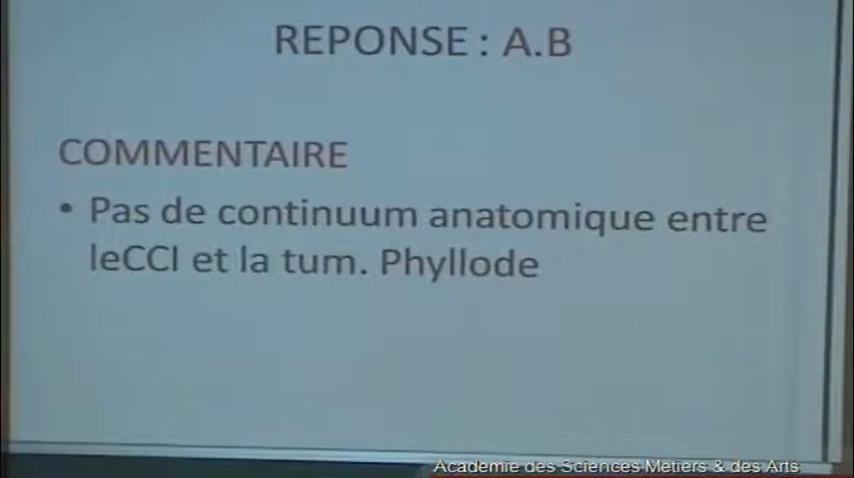 REPONSE : A.B
COMMENTAIRE
• Pas de continuum anatomique entre
leCCI et la tum. Phyllode
Academie des Sciences Metiers & des Arts